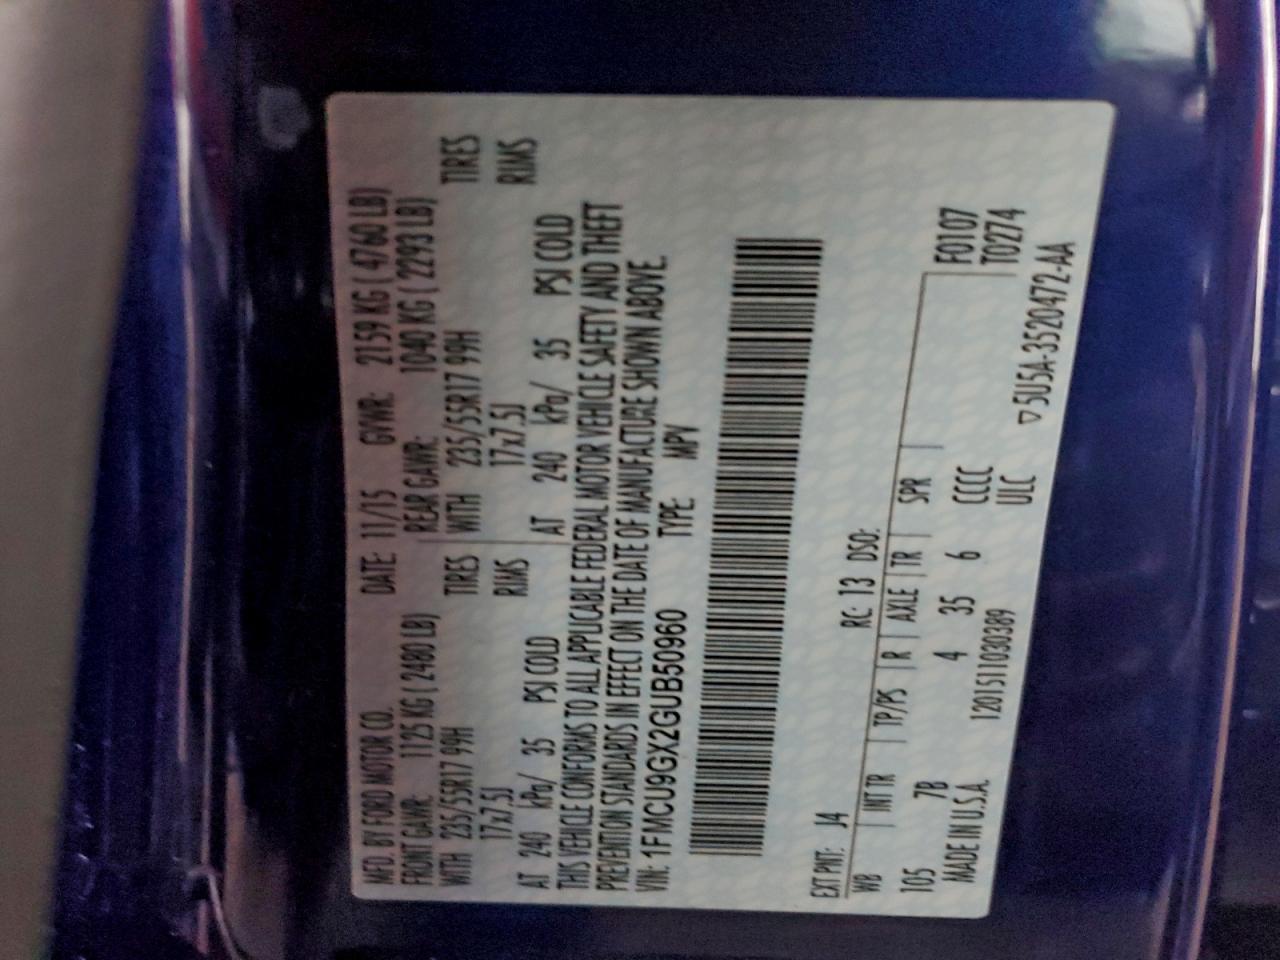 MFD. BY FORD MOTOR CO. DATE: 11/15 GVWR: 2159 KG ( 4760 LB)
FRONT GAWR: 1125 KG ( 2480 LB) REAR GAWR: 1040 KG ( 2293 LB)
WITH 235/55R17 99H TIRES WITH 235/55R17 99H TIRES
17x7.5J RIMS 17x7.5J RIMS
AT 240 kPa/ 35 PSI COLD AT 240 kPa/ 35 PSI COLD
THIS VEHICLE CONFORMS TO ALL APPLICABLE FEDERAL MOTOR VEHICLE SAFETY AND THEFT
PREVENTION STANDARDS IN EFFECT ON THE DATE OF MANUFACTURE SHOWN ABOVE.
VIN: 1FMCU9GX2GUB50960 TYPE: MPV
EXT PNT: J4 RC: 13 DSO:
WB INT TR TP/PS R AXLE TR SPR F0107
105 7B 4 35 6 CCCC T0274
MADE IN U.S.A. 1201511030389 ULC
▽5U5A-3520472-AA